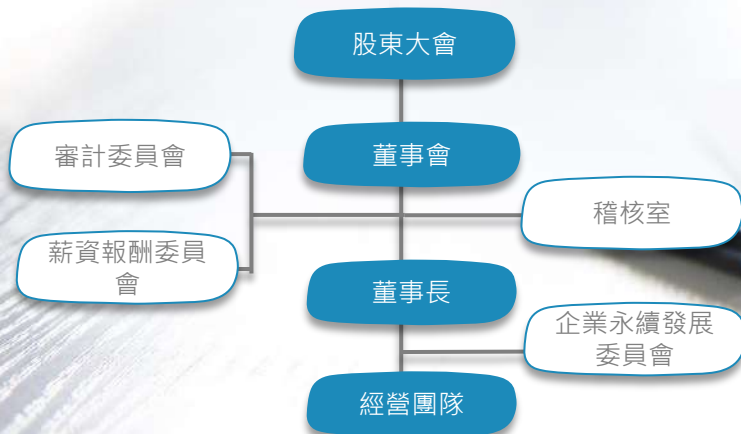 股東大會
董事會
審計委員會
稽核室
薪資報酬委員
會
董事長
企業永續發展
委員會
經營團隊